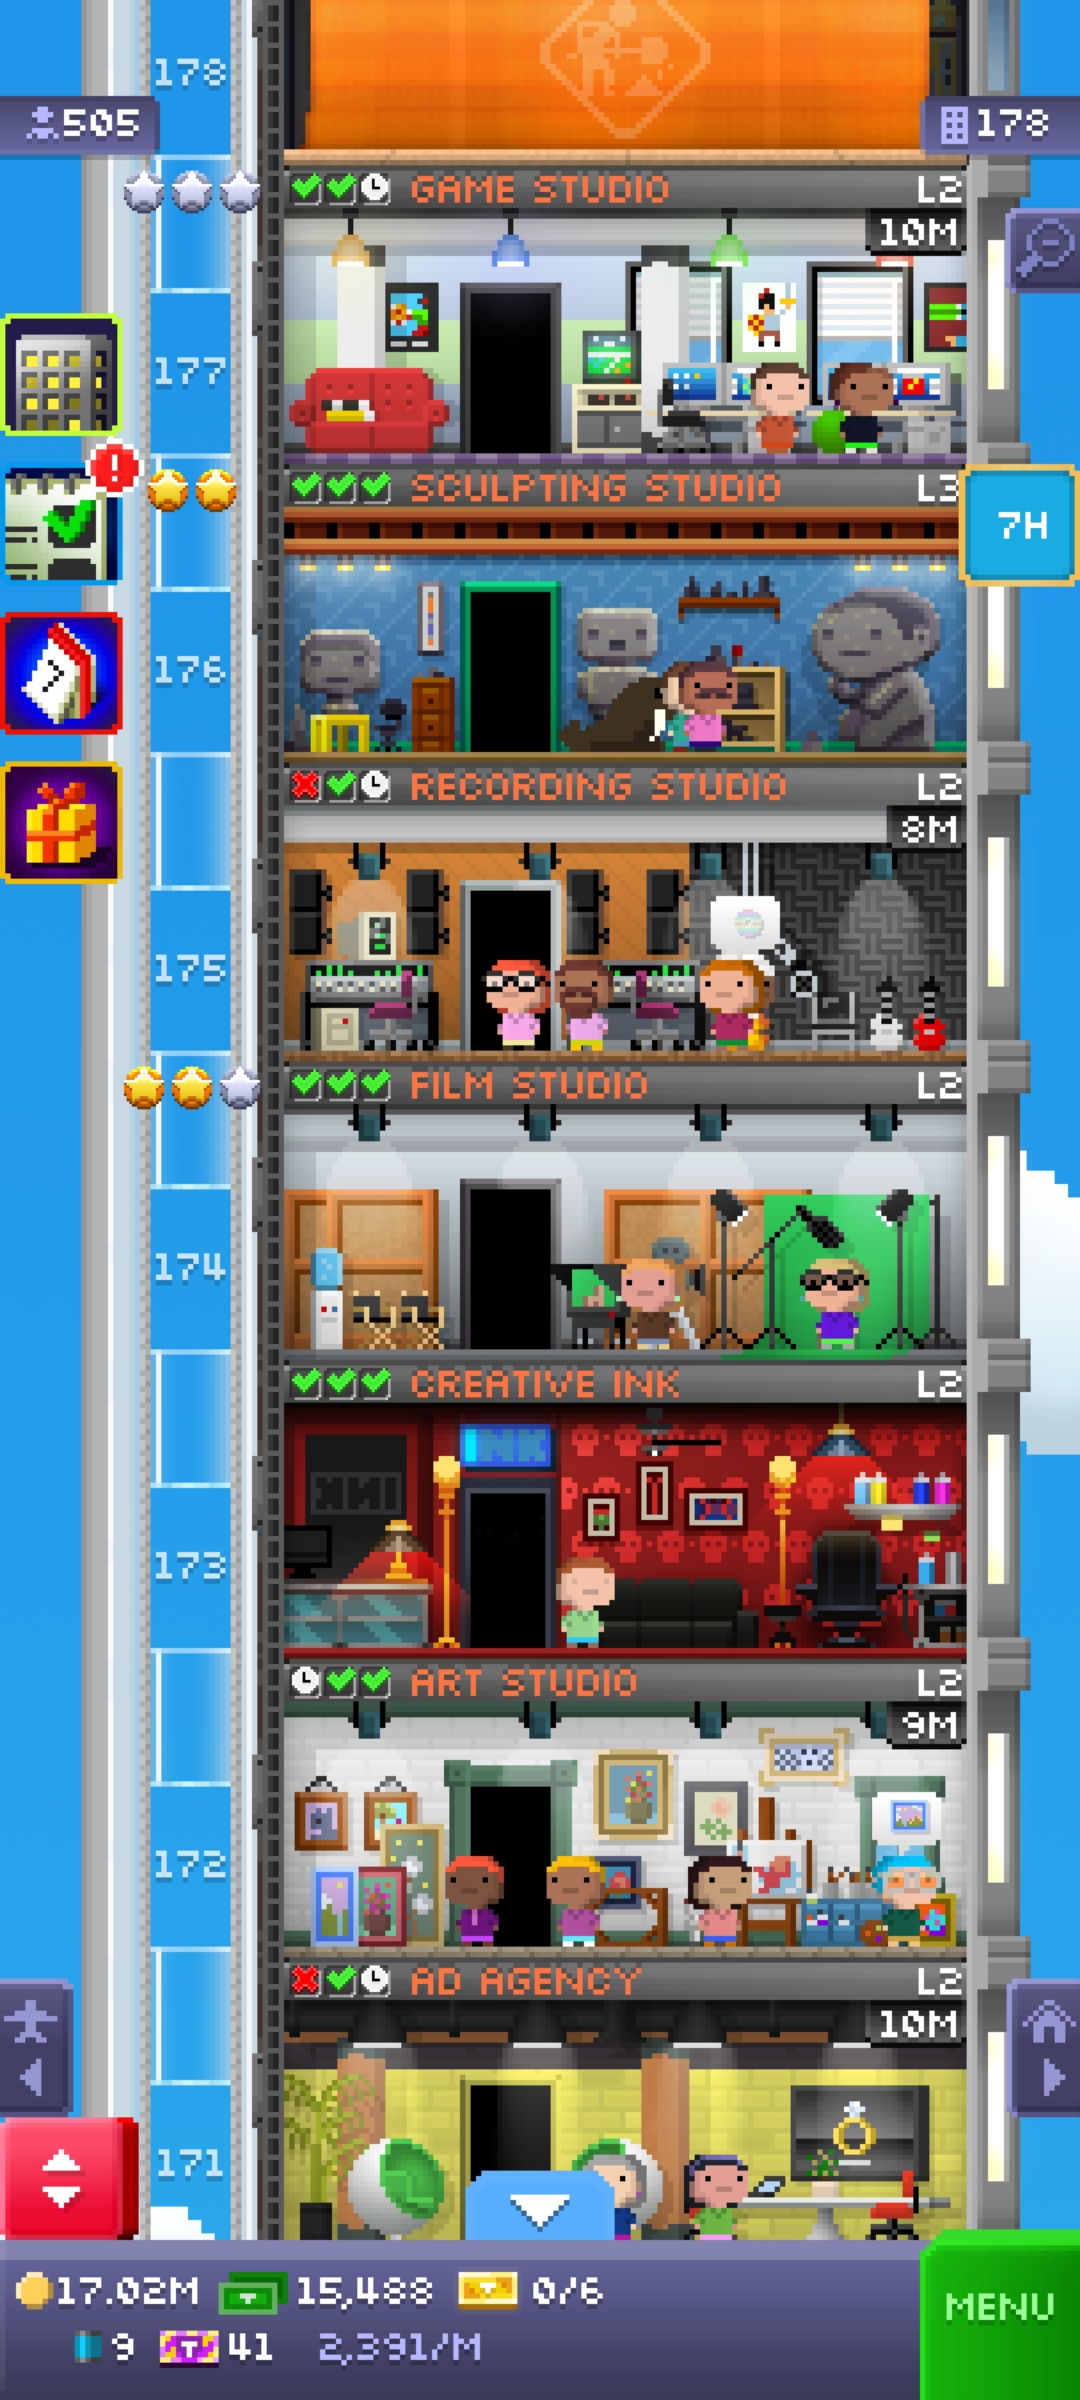 178
505
178
GAME STUDIO L2
10M
177
SCULPTING STUDIO L3
7H
176
RECORDING STUDIO L2
8M
175
FILM STUDIO L2
174
CREATIVE INK L2
INK
173
ART STUDIO L2
9M
172
AD AGENCY L2
10M
171
17.02M 15,488 0/6
9 41 2,391/M
MENU